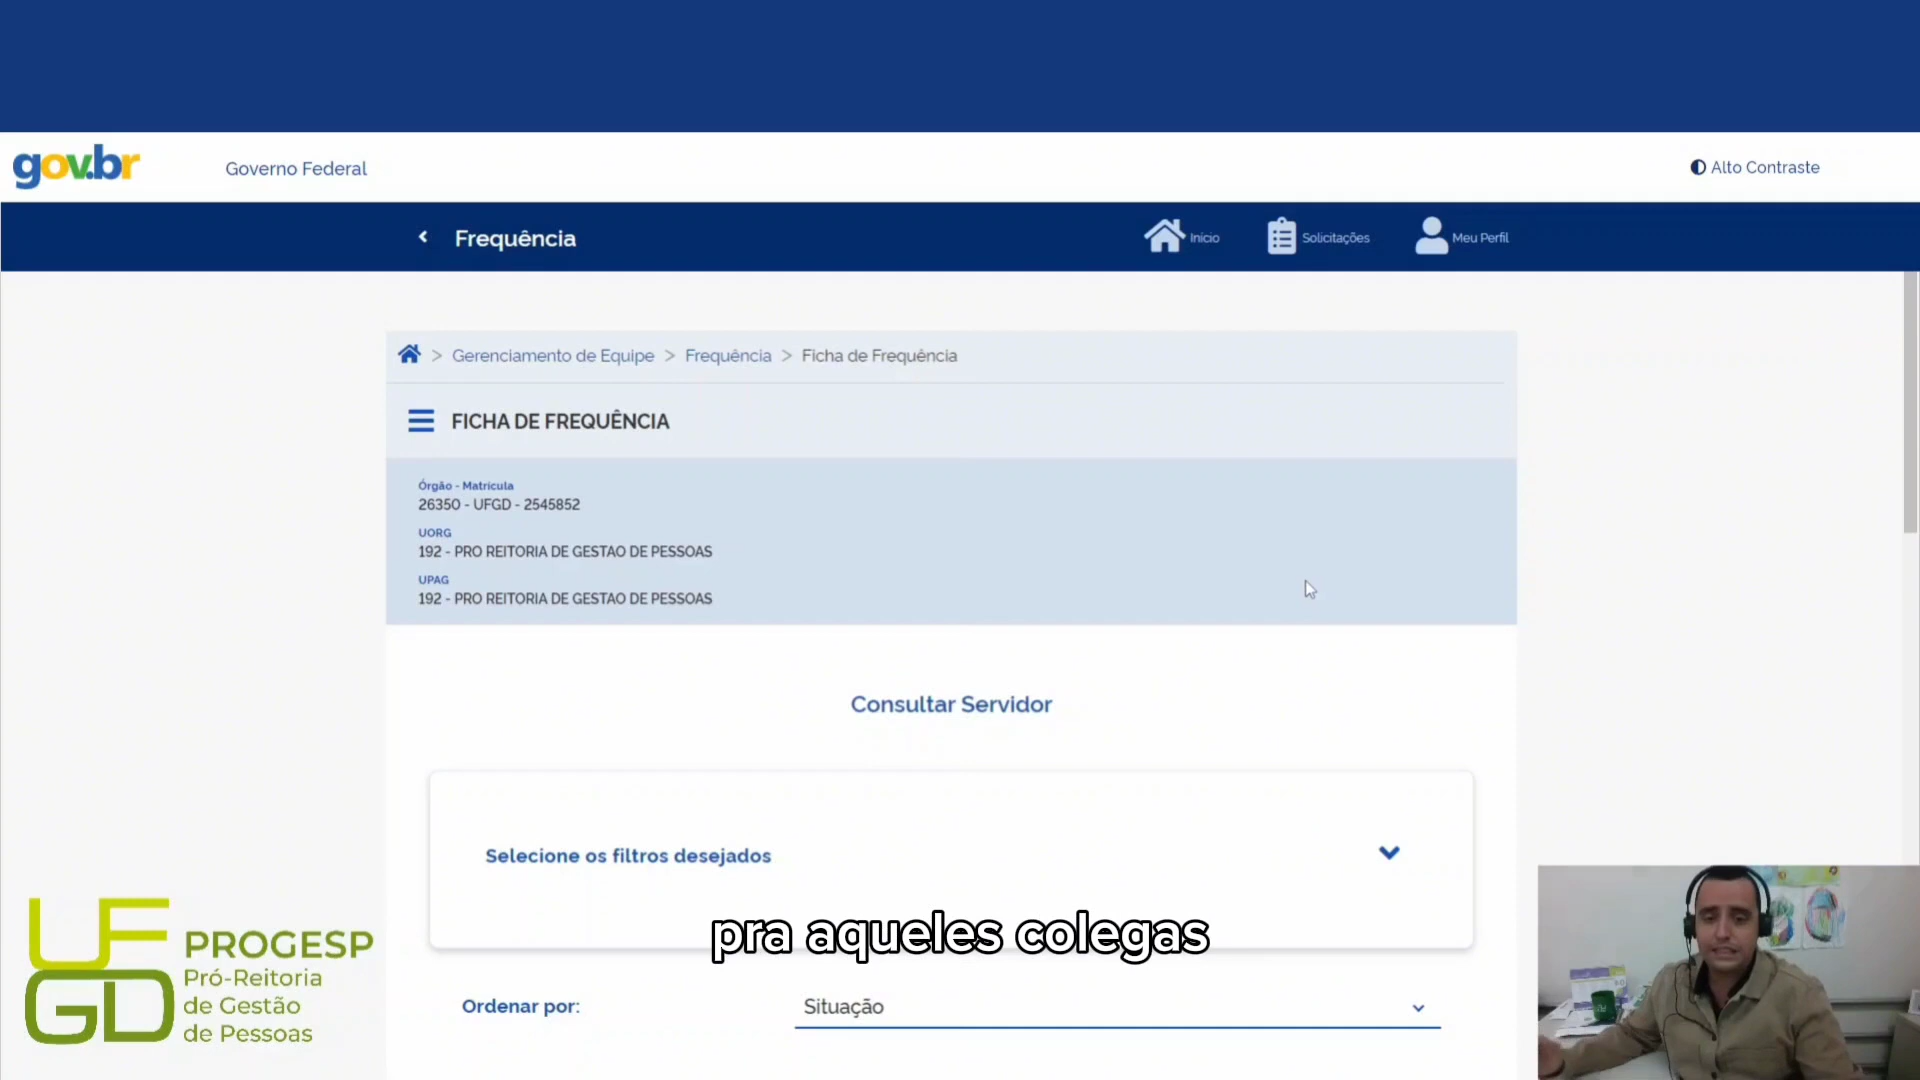 gov.br
Governo Federal
Alto Contraste
Frequência
Início
Solicitações
Meu Perfil
> Gerenciamento de Equipe > Frequência > Ficha de Frequência
FICHA DE FREQUÊNCIA
Órgão - Matrícula
26350 - UFGD - 2545852
UORG
192 - PRO REITORIA DE GESTAO DE PESSOAS
UPAG
192 - PRO REITORIA DE GESTAO DE PESSOAS
Consultar Servidor
Selecione os filtros desejados
pra aqueles colegas
Ordenar por:
Situação
UFGD
PROGESP
Pró-Reitoria
de Gestão
de Pessoas